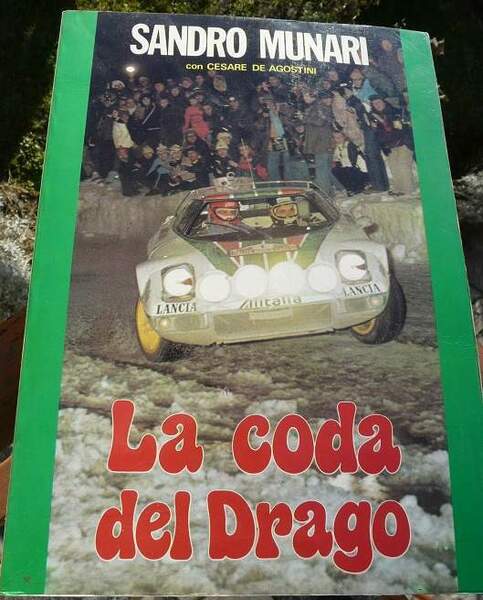 SANDRO MUNARI
con CESARE DE AGOSTINI
LANCIA
Alitalia
LANCIA
La coda
del Drago